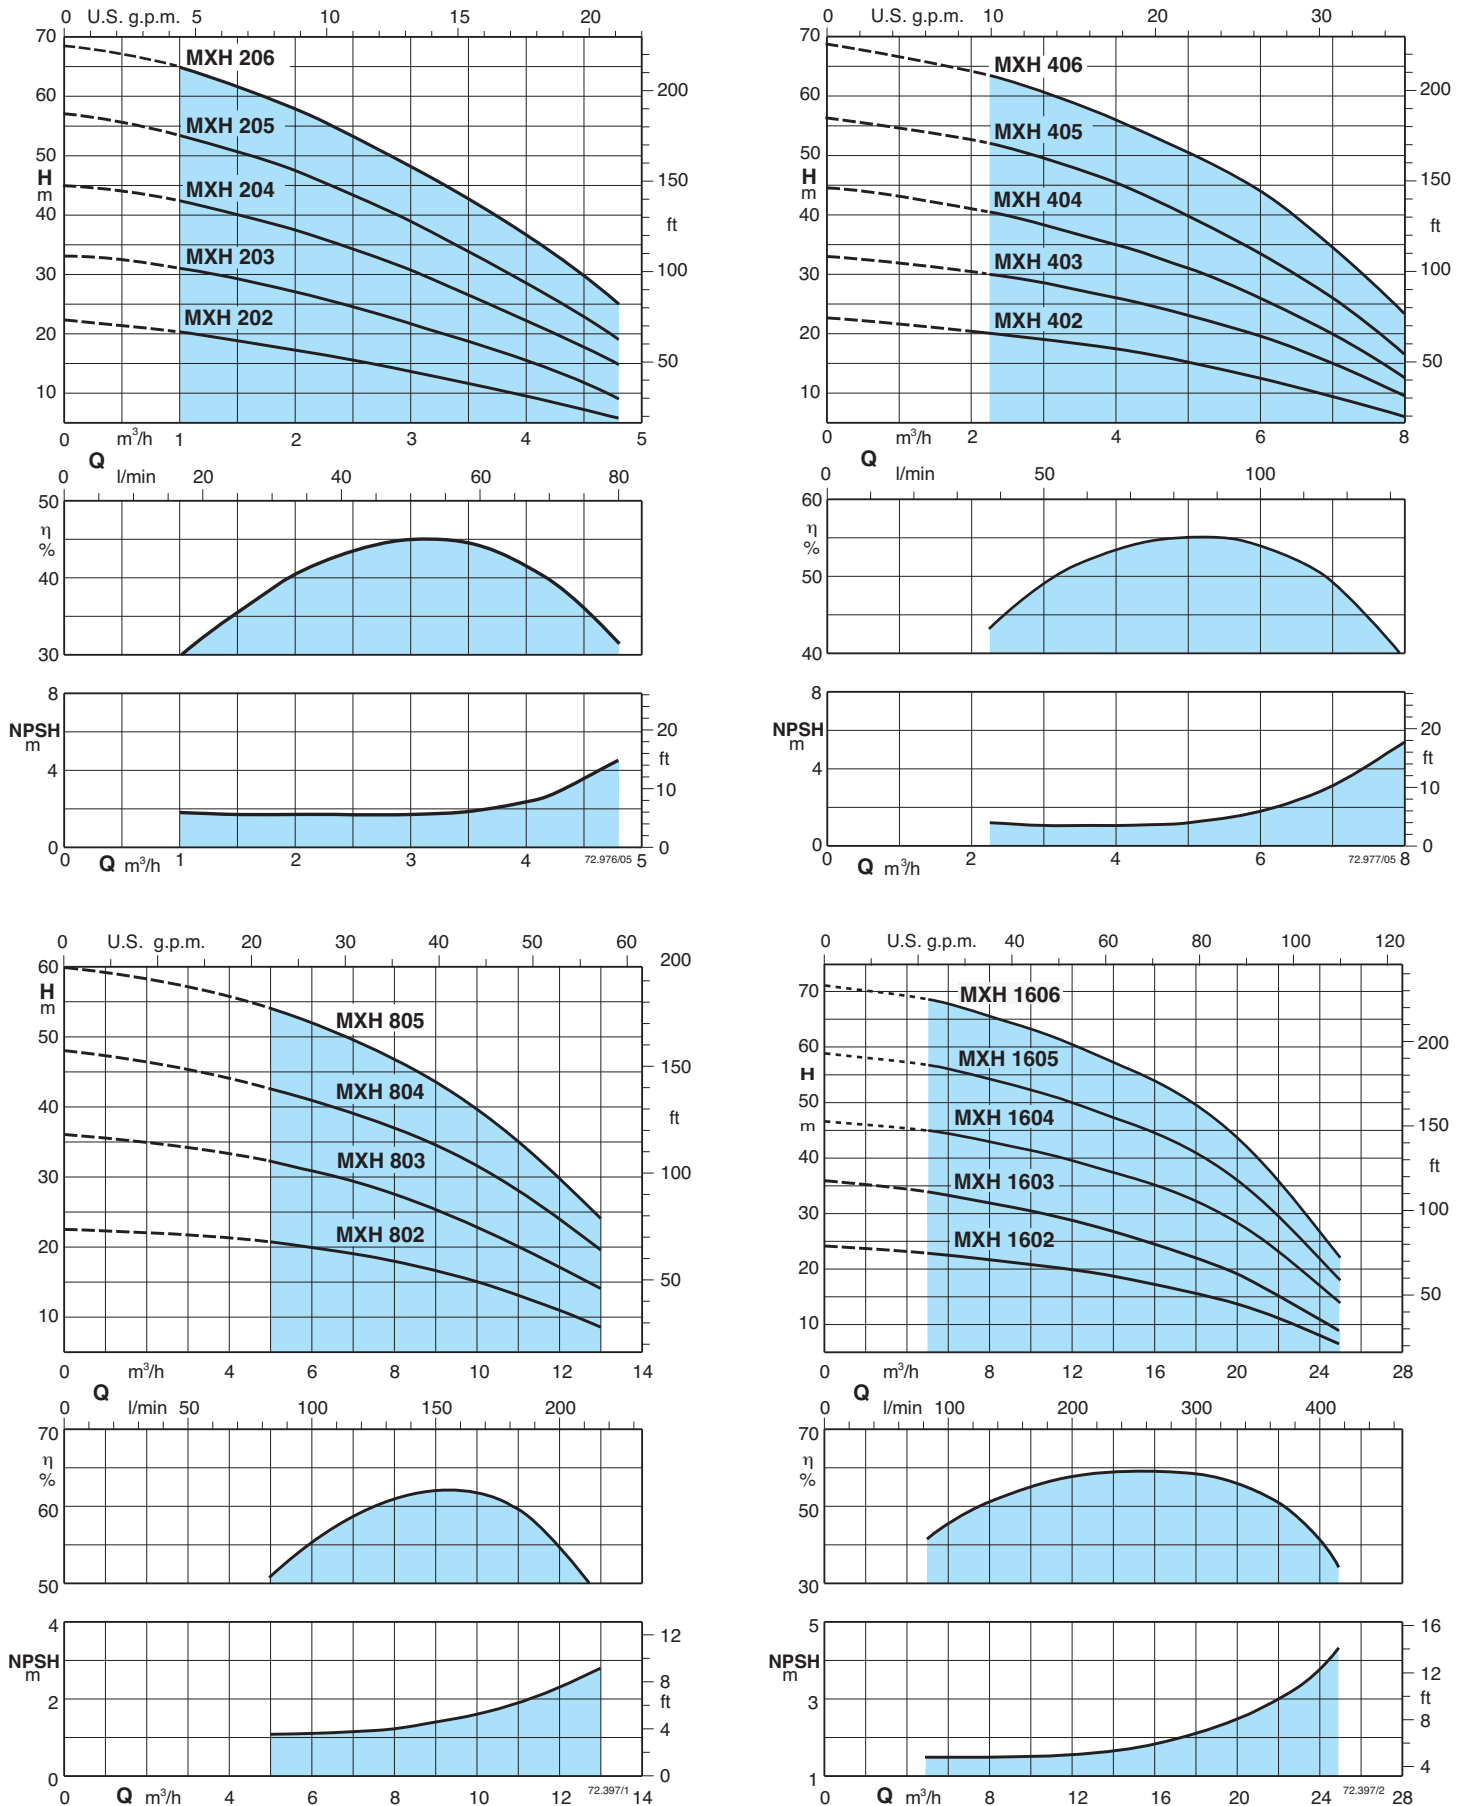 0 U.S. g.p.m. 5 10 15 20
70
60
50
H
m
40
30
20
10
200
150
ft
100
50
MXH 206
MXH 205
MXH 204
MXH 203
MXH 202
0 m³/h 1 2 3 4 5
Q
0 l/min 20 40 60 80
50
η
%
40
30
8
NPSH
m
4
0
20
ft
10
0
0 Q m³/h 1 2 3 4 72.976/05 5
0 U.S. g.p.m. 10 20 30
70
60
50
H
m
40
30
20
10
200
150
ft
100
50
MXH 406
MXH 405
MXH 404
MXH 403
MXH 402
0 m³/h 2 4 6 8
Q
0 l/min 50 100
60
η
%
50
40
8
NPSH
m
4
0
20
ft
10
0
0 Q m³/h 2 4 6 72.977/05 8
0 U.S. g.p.m. 20 30 40 50 60
60
H
m
50
40
30
20
10
200
150
ft
100
50
MXH 805
MXH 804
MXH 803
MXH 802
0 m³/h 4 6 8 10 12 14
Q
0 l/min 50 100 150 200
70
η
%
60
50
4
NPSH
m
2
0
12
8
ft
4
0
0 Q m³/h 4 6 8 10 12 72.397/1 14
0 U.S. g.p.m. 40 60 80 100 120
70
60
H
50
m
40
30
20
10
200
150
ft
100
50
MXH 1606
MXH 1605
MXH 1604
MXH 1603
MXH 1602
0 m³/h 8 12 16 20 24 28
Q
0 l/min 100 200 300 400
70
η
%
50
30
5
NPSH
m
3
1
16
12
ft
8
4
0 Q m³/h 8 12 16 20 24 72.397/2 28